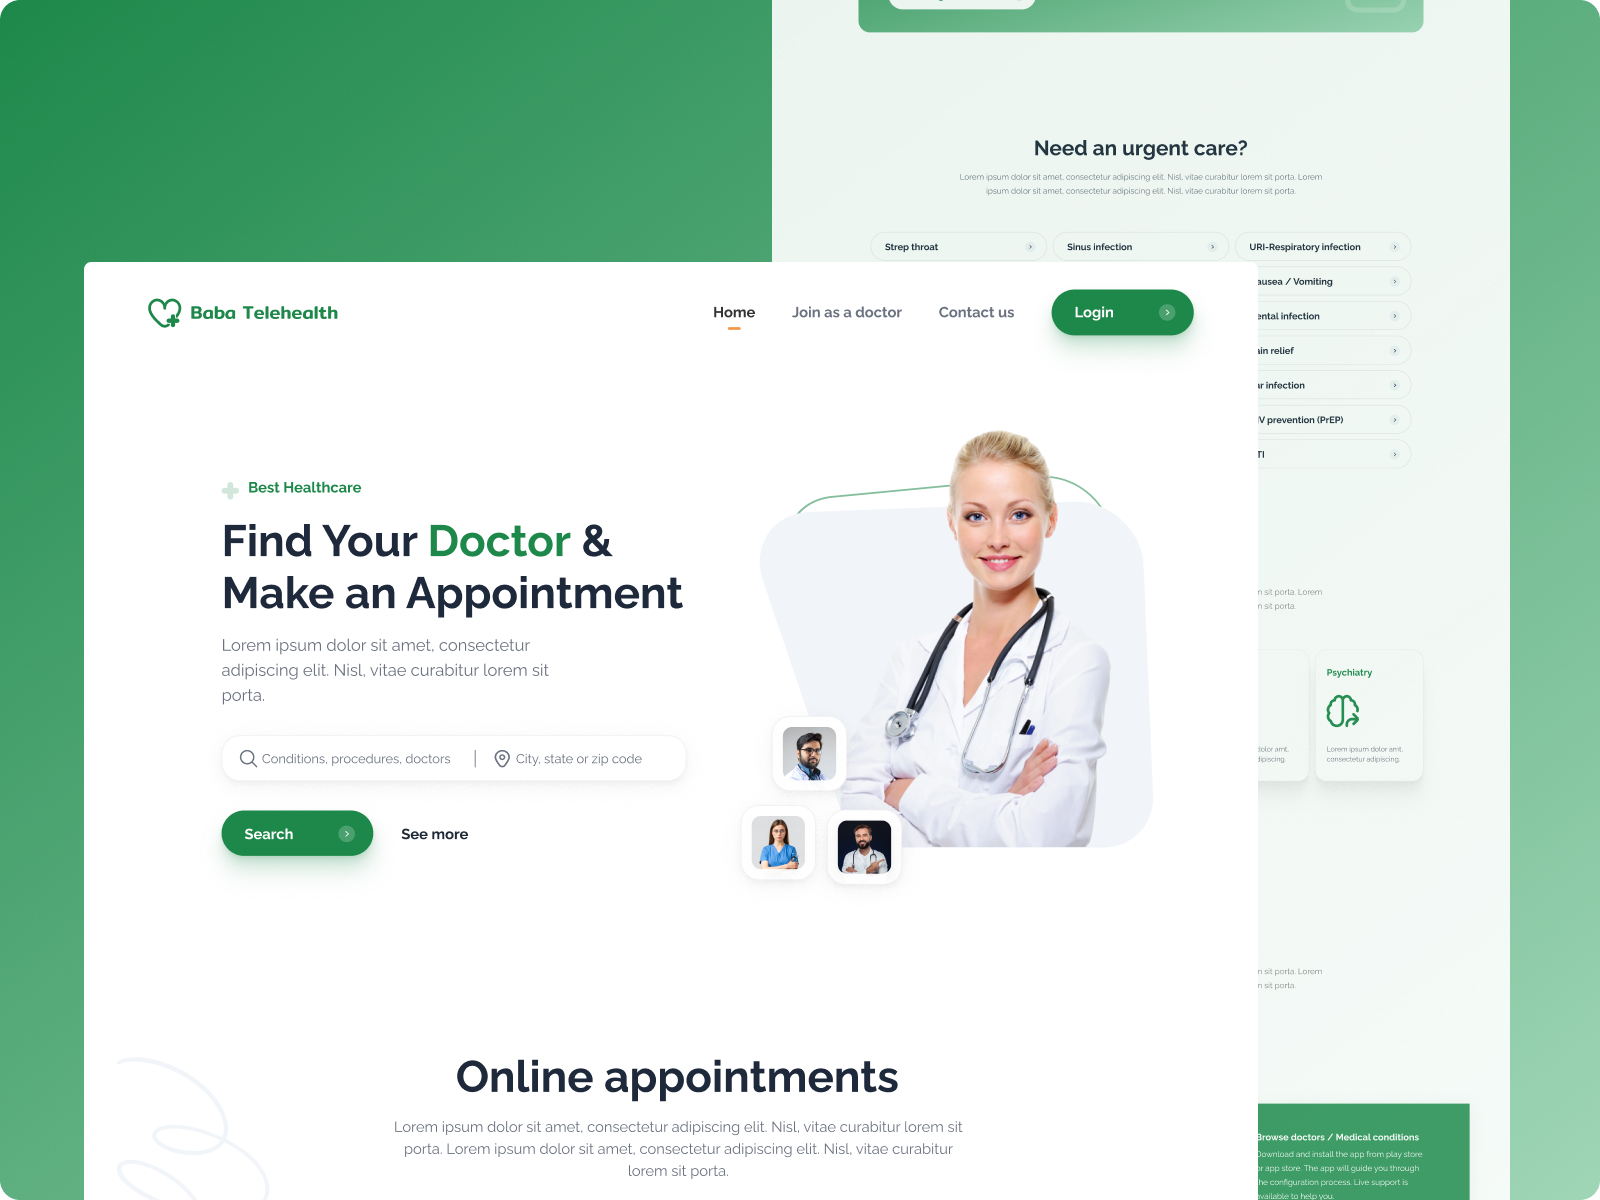 Need an urgent care?
Lorem ipsum dolor sit amet, consectetur adipiscing elit. Nisl, vitae curabitur lorem sit porta. Lorem
ipsum dolor sit amet, consectetur adipiscing elit. Nisl, vitae curabitur lorem sit porta.
Strep throat
Sinus infection
URI-Respiratory infection
/ Vomiting
infection
relief
infection
prevention (PrEP)
Baba Telehealth
Home
Join as a doctor
Contact us
Login
Best Healthcare
Find Your Doctor &
Make an Appointment
Lorem ipsum dolor sit amet, consectetur
adipiscing elit. Nisl, vitae curabitur lorem sit
porta.
Conditions, procedures, doctors
City, state or zip code
Search
See more
sit porta. Lorem
sit porta.
amt,
Psychiatry
Lorem ipsum dolor amt,
consectetur adipiscing.
sit porta. Lorem
sit porta.
Online appointments
Lorem ipsum dolor sit amet, consectetur adipiscing elit. Nisl, vitae curabitur lorem sit
porta. Lorem ipsum dolor sit amet, consectetur adipiscing elit. Nisl, vitae curabitur
lorem sit porta.
Browse doctors / Medical conditions
Download and install the app from play store
or app store. The app will guide you through
the configuration process. Live support is
available to help you.